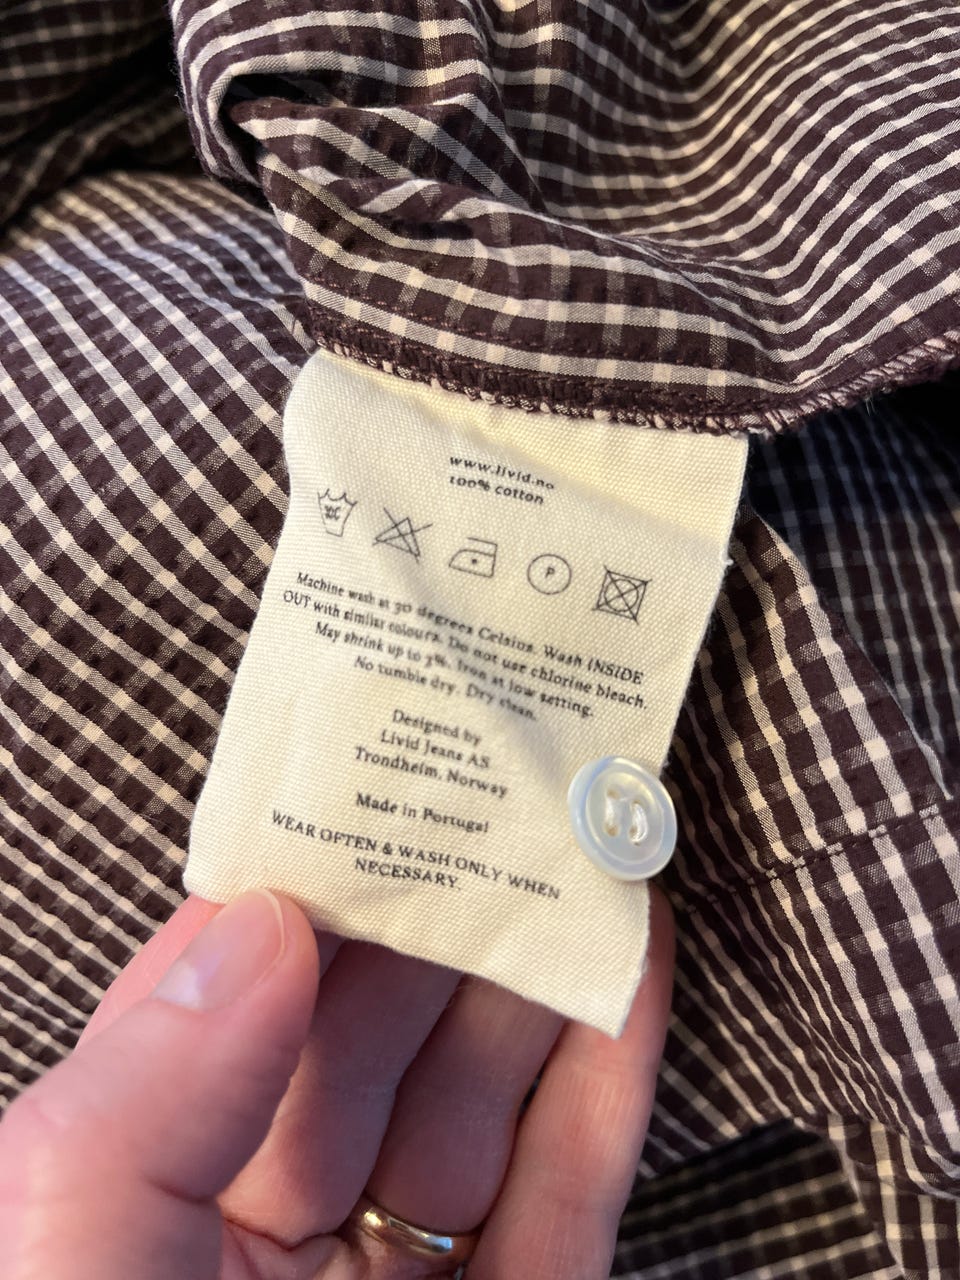 www.livid.no
100% cotton
P
Machine wash at 30 degrees Celsius. Wash INSIDE
OUT with similar colours. Do not use chlorine bleach.
May shrink up to 3%. Iron at low setting.
No tumble dry. Dry clean.
Designed by
Livid Jeans AS
Trondheim, Norway
Made in Portugal
WEAR OFTEN & WASH ONLY WHEN
NECESSARY.